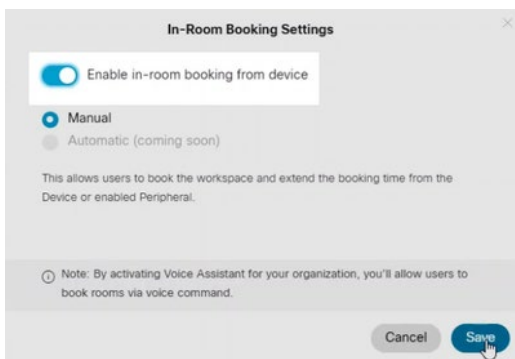 In-Room Booking Settings
Enable in-room booking from device
Manual
Automatic (coming soon)
This allows users to book the workspace and extend the booking time from the
Device or enabled Peripheral.
Note: By activating Voice Assistant for your organization, you'll allow users to
book rooms via voice command.
Cancel Save